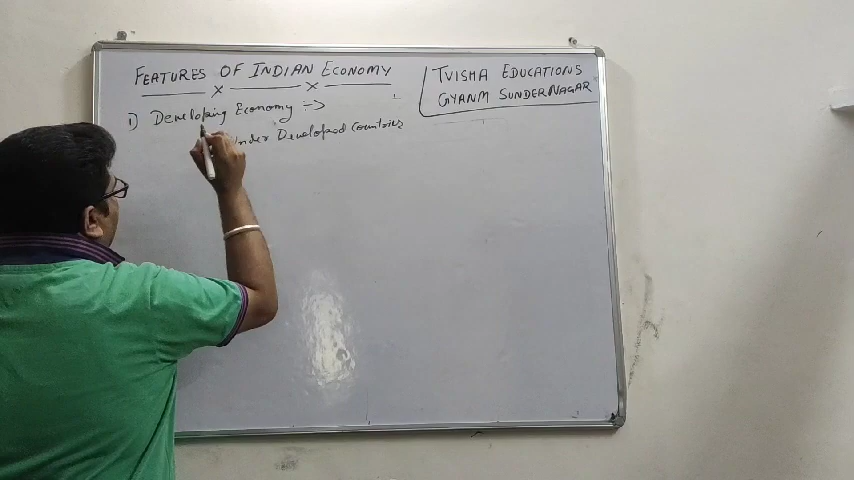 FEATURES OF INDIAN ECONOMY
TVISHA EDUCATIONS
GYANM SUNDERNAGAR
1) Developing Economy :->
Under Developed Countries